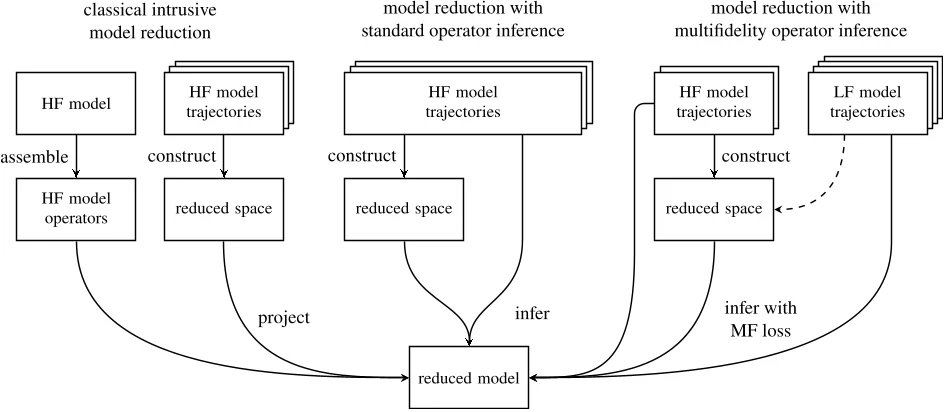 classical intrusive
model reduction
model reduction with
standard operator inference
model reduction with
multifidelity operator inference
HF model
HF model
trajectories
HF model
trajectories
HF model
trajectories
LF model
trajectories
assemble
construct
construct
construct
HF model
operators
reduced space
reduced space
reduced space
project
infer
infer with
MF loss
reduced model